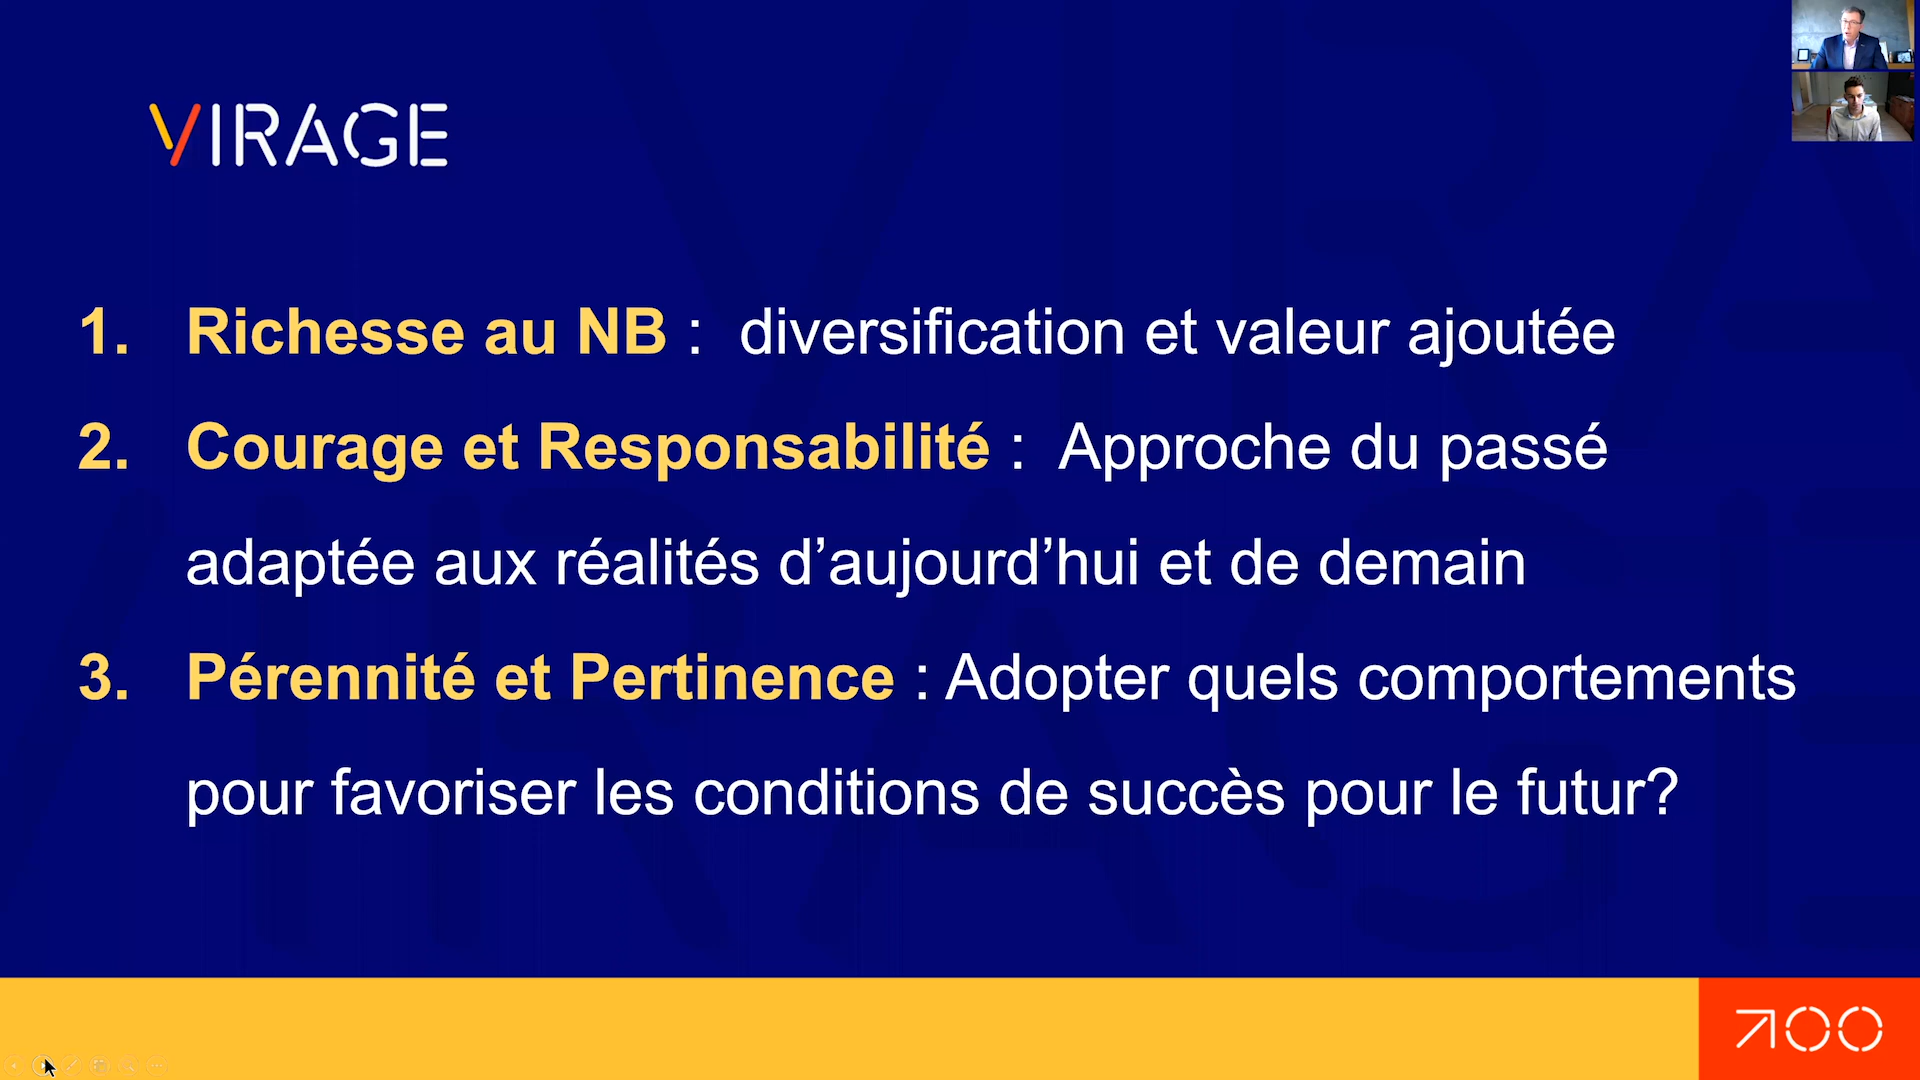 VIRAGE
1. Richesse au NB : diversification et valeur ajoutée
2. Courage et Responsabilité : Approche du passé
adaptée aux réalités d’aujourd’hui et de demain
3. Pérennité et Pertinence : Adopter quels comportements
pour favoriser les conditions de succès pour le futur?